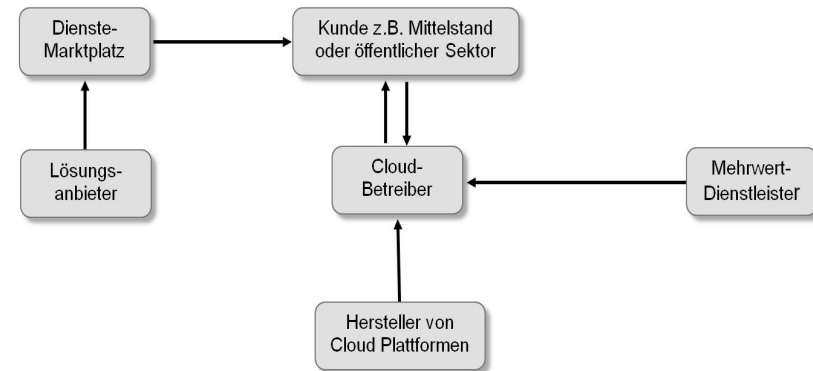 Dienste-
Marktplatz
Kunde z.B. Mittelstand
oder öffentlicher Sektor
Lösungs-
anbieter
Cloud-
Betreiber
Mehrwert-
Dienstleister
Hersteller von
Cloud Plattformen